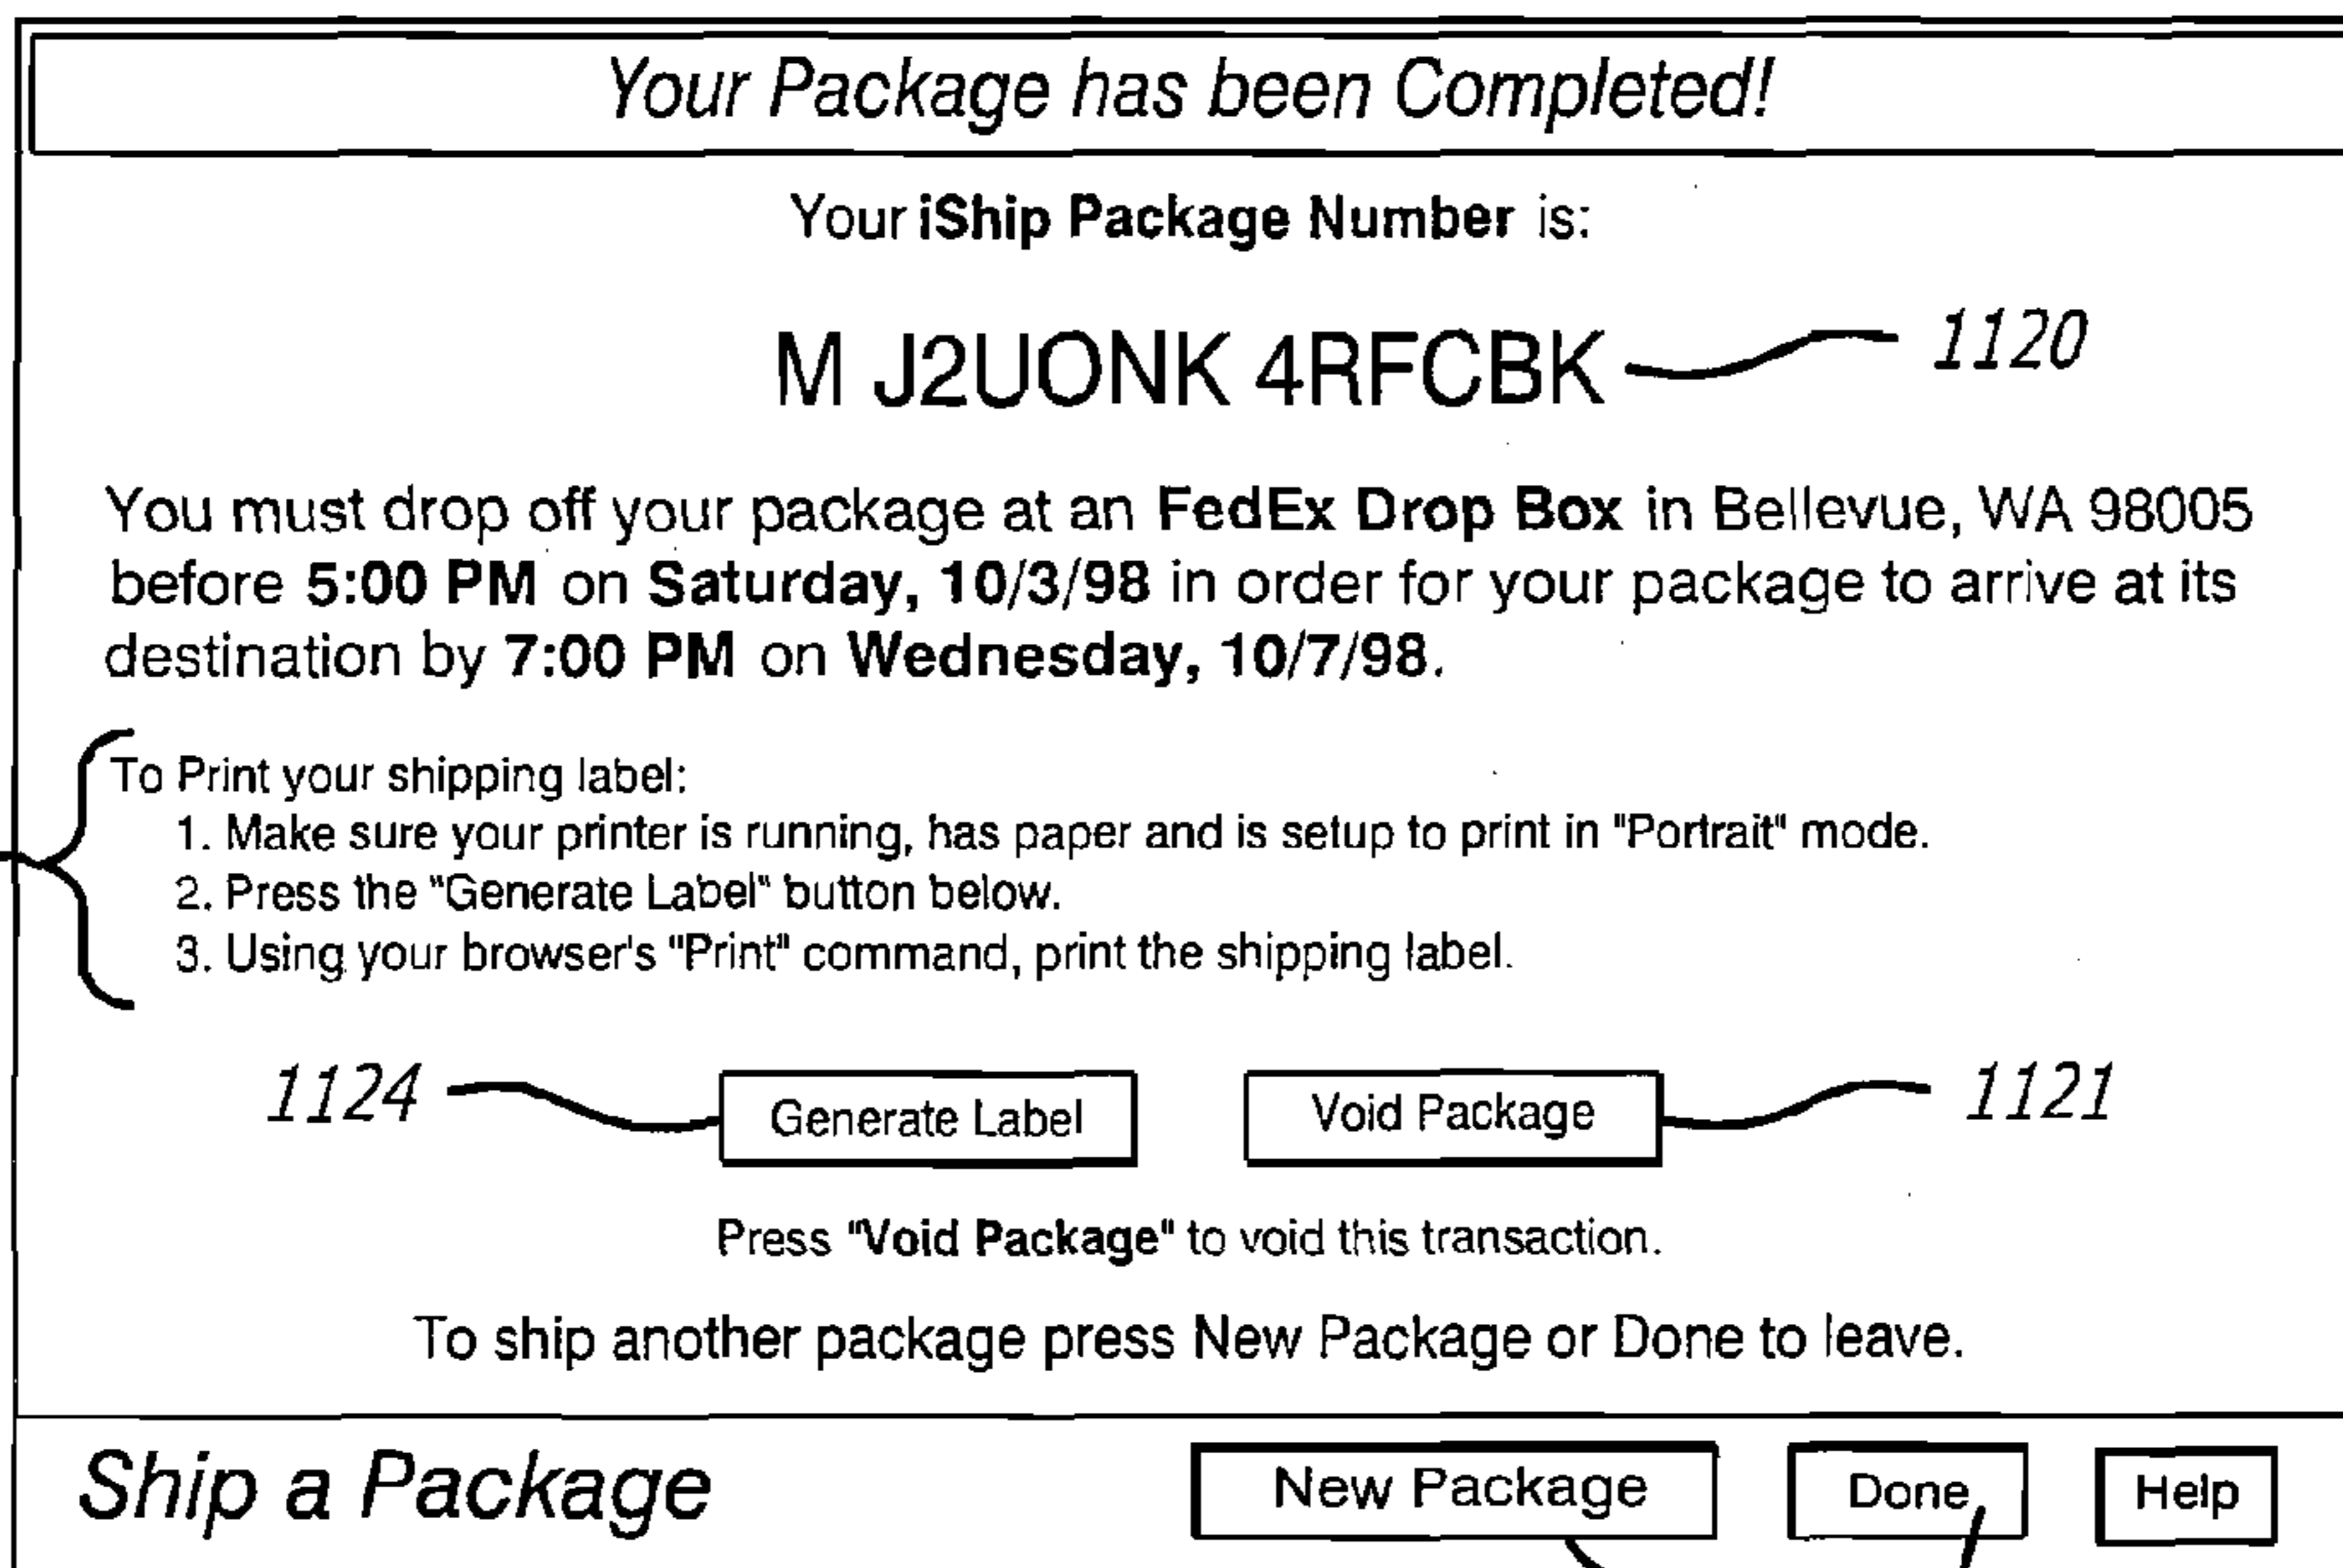 Your Package has been Completed!
Your iShip Package Number is:
M J2UONK 4RFCBK 1120
You must drop off your package at an FedEx Drop Box in Bellevue, WA 98005
before 5:00 PM on Saturday, 10/3/98 in order for your package to arrive at its
destination by 7:00 PM on Wednesday, 10/7/98.
To Print your shipping label:
1. Make sure your printer is running, has paper and is setup to print in "Portrait" mode.
2. Press the "Generate Label" button below.
3. Using your browser's "Print" command, print the shipping label.
1124 Generate Label Void Package 1121
Press "Void Package" to void this transaction.
To ship another package press New Package or Done to leave.
Ship a Package New Package Done Help